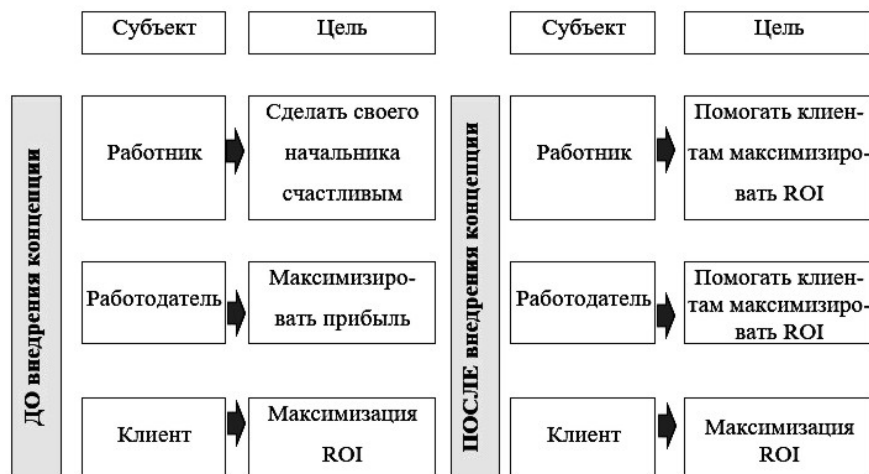 Субъект
Цель
Субъект
Цель
ДО внедрения концепции
Работник
Сделать своего
начальника
счастливым
Работодатель
Максимизиро-
вать прибыль
Клиент
Максимизация
ROI
ПОСЛЕ внедрения концепции
Работник
Помогать клиен-
там максимизиро-
вать ROI
Работодатель
Помогать клиен-
там максимизиро-
вать ROI
Клиент
Максимизация
ROI